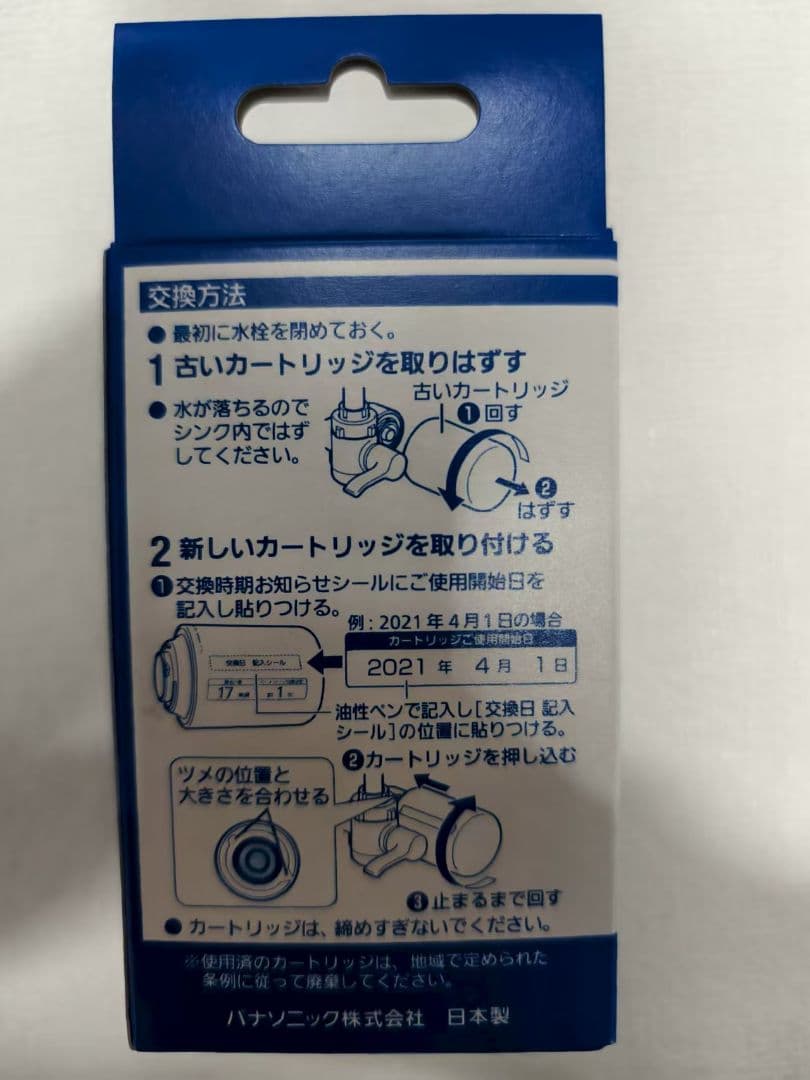 交換方法
● 最初に水栓を閉めておく。
1 古いカートリッジを取りはずす
● 水が落ちるので
シンク内ではず
してください。
古いカートリッジ
❶回す
❷
はずす
2 新しいカートリッジを取り付ける
❶交換時期お知らせシールにご使用開始日を
記入し貼りつける。
例:2021年4月1日の場合
カートリッジご使用開始日
2021 年 4 月 1 日
交換日 記入シール
17
1
油性ペンで記入し[交換日 記入
シール]の位置に貼りつける。
❷カートリッジを押し込む
ツメの位置と
大きさを合わせる
❸止まるまで回す
● カートリッジは、締めすぎないでください。
※使用済のカートリッジは、地域で定められた
条例に従って廃棄してください。
パナソニック株式会社 日本製